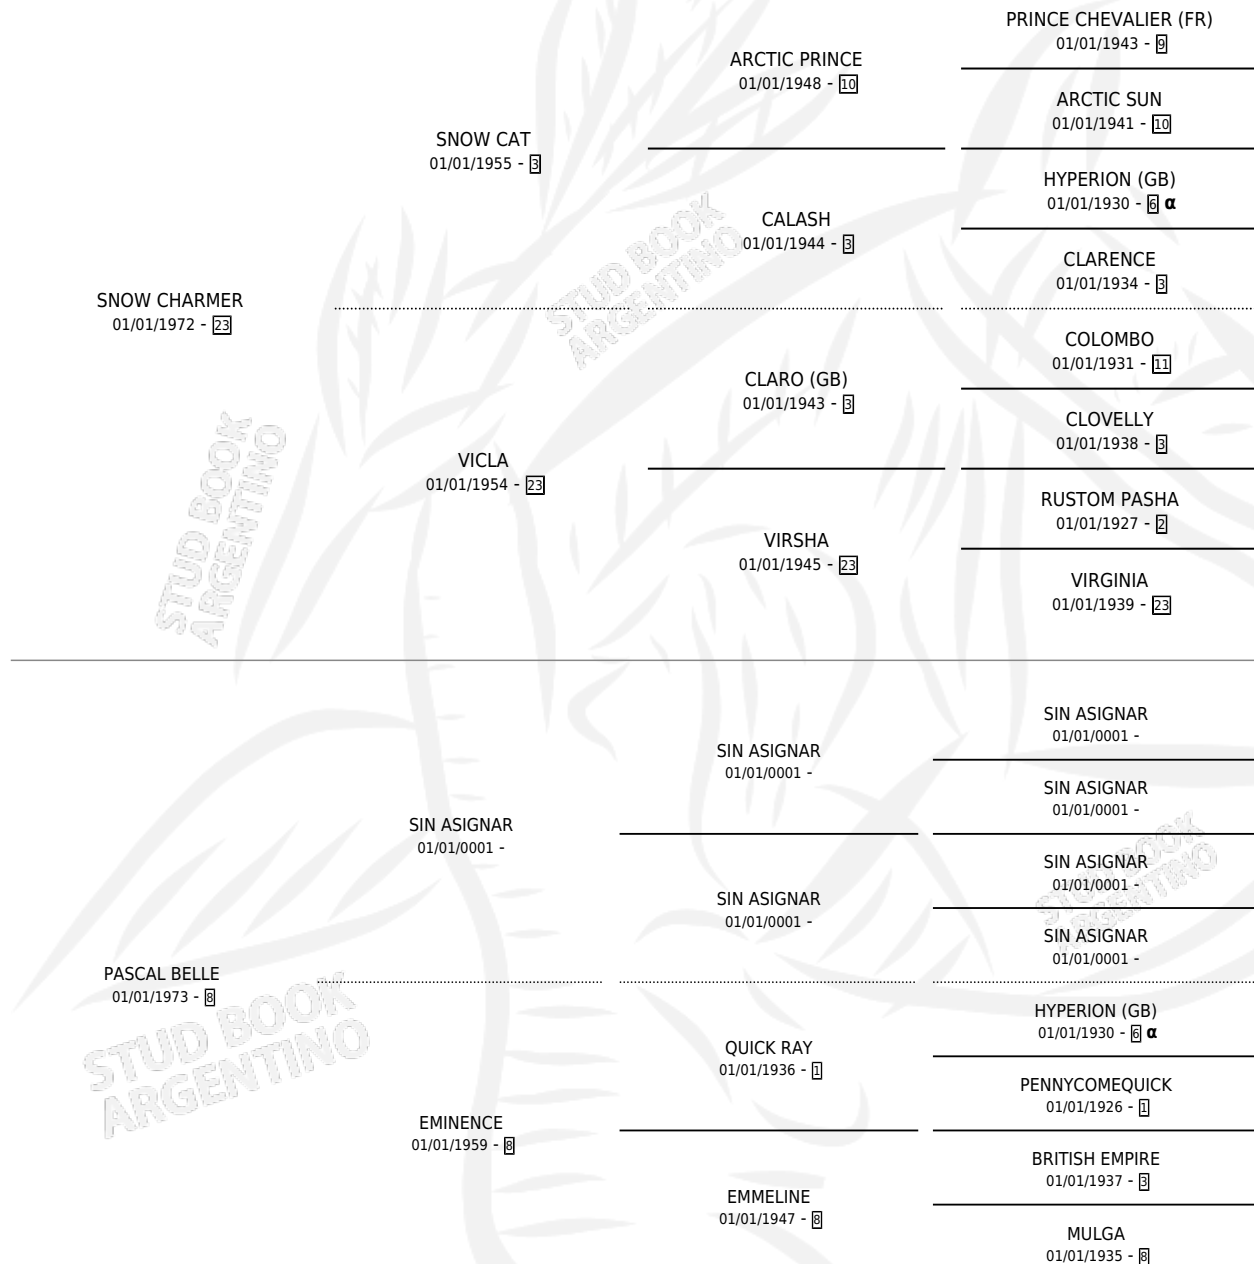 PRINCE CHEVALIER (FR)
01/01/1943 - 9
ARCTIC PRINCE
01/01/1948 - 10
ARCTIC SUN
01/01/1941 - 10
SNOW CAT
01/01/1955 - 3
HYPERION (GB)
01/01/1930 - 6 α
CALASH
01/01/1944 - 3
CLARENCE
01/01/1934 - 3
SNOW CHARMER
01/01/1972 - 23
COLOMBO
01/01/1931 - 11
CLARO (GB)
01/01/1943 - 3
CLOVELLY
01/01/1938 - 3
VICLA
01/01/1954 - 23
RUSTOM PASHA
01/01/1927 - 2
VIRSHA
01/01/1945 - 23
VIRGINIA
01/01/1939 - 23
STUD BOOK
ARGENTINO
STUD BOOK
ARGENTINO
SIN ASIGNAR
01/01/0001 -
SIN ASIGNAR
01/01/0001 -
SIN ASIGNAR
01/01/0001 -
SIN ASIGNAR
01/01/0001 -
SIN ASIGNAR
01/01/0001 -
SIN ASIGNAR
01/01/0001 -
SIN ASIGNAR
01/01/0001 -
PASCAL BELLE
01/01/1973 - 8
HYPERION (GB)
01/01/1930 - 6 α
QUICK RAY
01/01/1936 - 1
PENNYCOMEQUICK
01/01/1926 - 1
EMINENCE
01/01/1959 - 8
BRITISH EMPIRE
01/01/1937 - 3
EMMELINE
01/01/1947 - 8
MULGA
01/01/1935 - 8
STUD BOOK
ARGENTINO
STUD BOOK
ARGENTINO